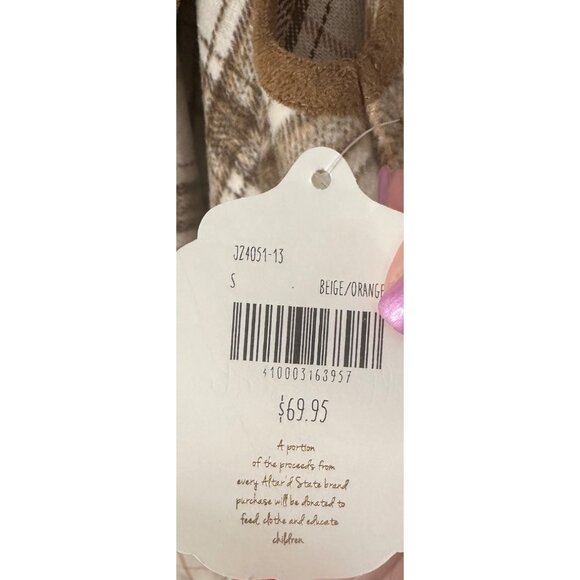 J24051-13
S BEIGE/ORANGE
410003163957
$69.95
A portion
of the proceeds from
every Altar'd State brand
purchase will be donated to
feed, clothe and educate
children